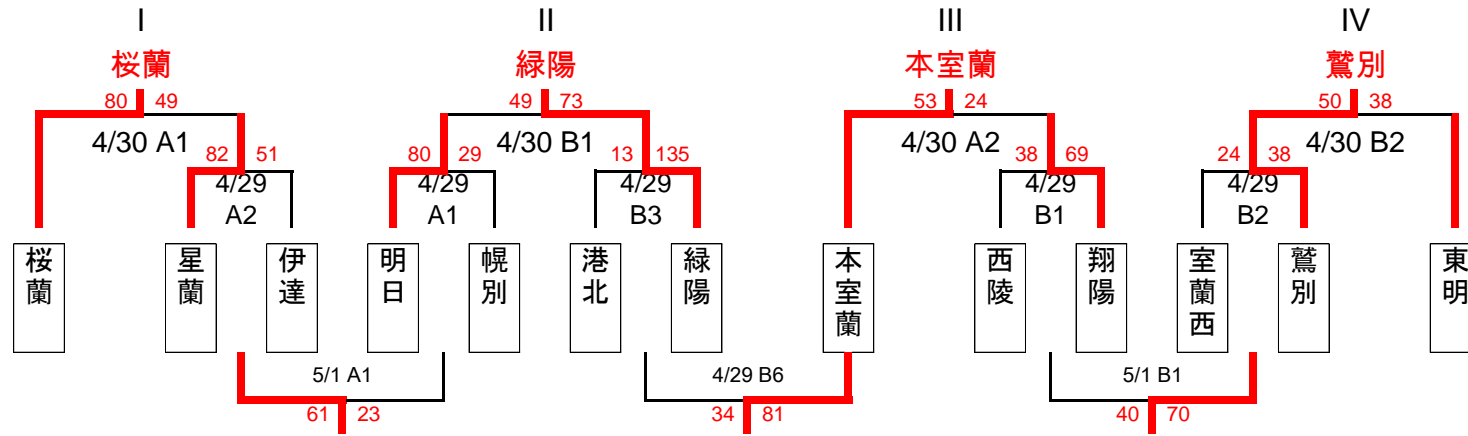 I II III IV
桜蘭 緑陽 本室蘭 鷲別
80 49 49 73 53 24 50 38
4/30 A1 4/30 B1 4/30 A2 4/30 B2
82 51 80 29 13 135 38 69 24 38
4/29 4/29 4/29 4/29 4/29
A2 A1 B3 B1 B2
桜蘭 星蘭 伊達 明日 幌別 港北 緑陽 本室蘭 西陵 翔陽 室蘭西 鷲別 東明
5/1 A1 4/29 B6 5/1 B1
61 23 34 81 40 70